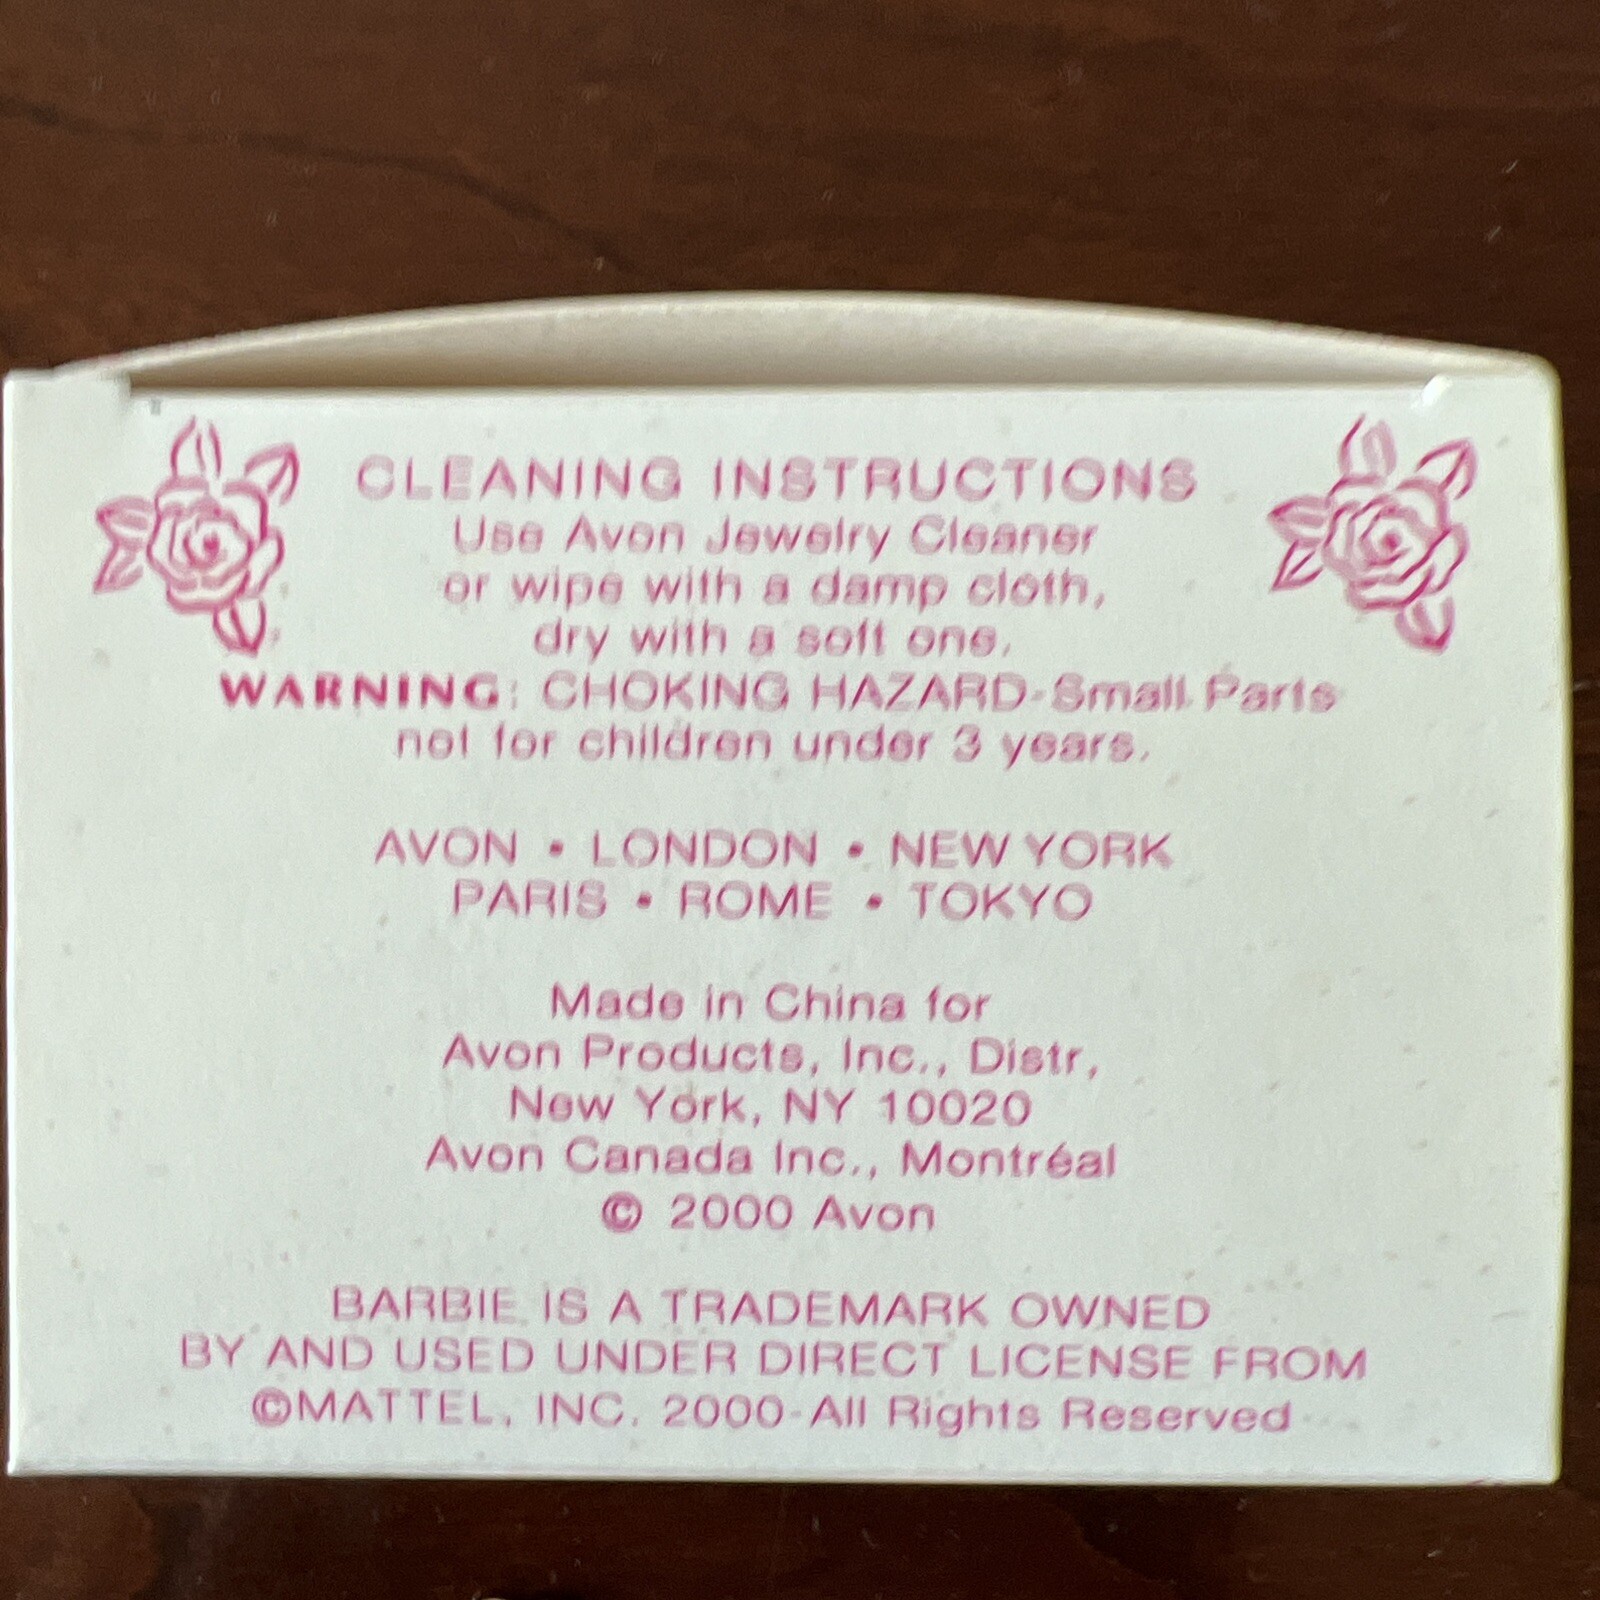 CLEANING INSTRUCTIONS
Use Avon Jewelry Cleaner
or wipe with a damp cloth,
dry with a soft one.
WARNING: CHOKING HAZARD-Small Parts
not for children under 3 years.
AVON • LONDON • NEW YORK
PARIS • ROME • TOKYO
Made in China for
Avon Products, Inc., Distr,
New York, NY 10020
Avon Canada Inc., Montréal
© 2000 Avon
BARBIE IS A TRADEMARK OWNED
BY AND USED UNDER DIRECT LICENSE FROM
©MATTEL, INC. 2000-All Rights Reserved